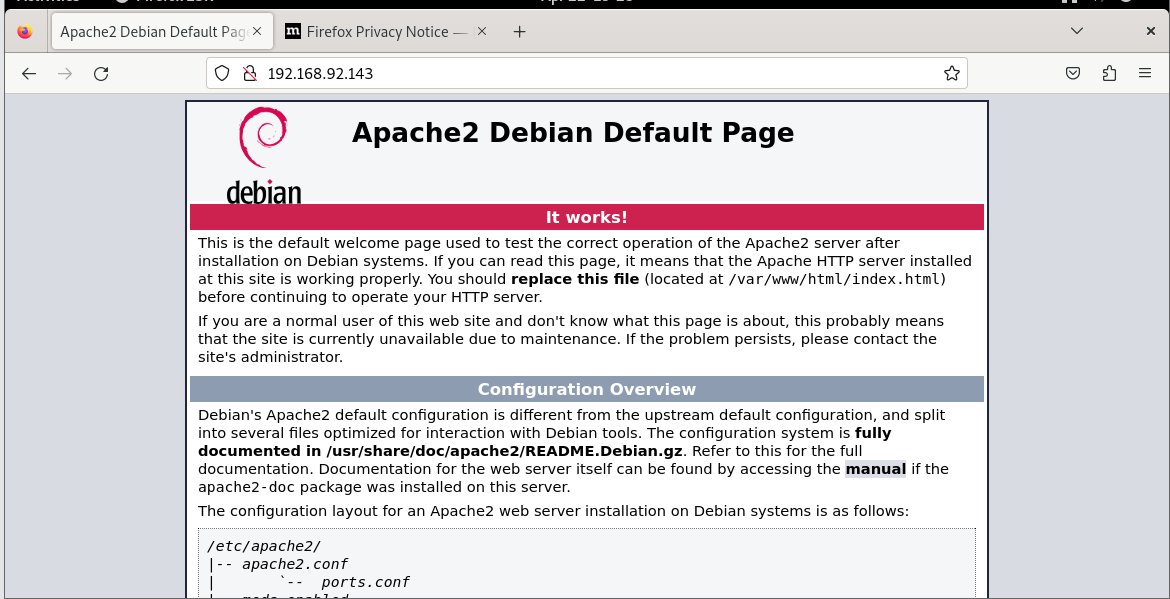 Apache2 Debian Default Page
Firefox Privacy Notice —
192.168.92.143
debian
Apache2 Debian Default Page
It works!
This is the default welcome page used to test the correct operation of the Apache2 server after
installation on Debian systems. If you can read this page, it means that the Apache HTTP server installed
at this site is working properly. You should replace this file (located at /var/www/html/index.html)
before continuing to operate your HTTP server.
If you are a normal user of this web site and don't know what this page is about, this probably means
that the site is currently unavailable due to maintenance. If the problem persists, please contact the
site's administrator.
Configuration Overview
Debian's Apache2 default configuration is different from the upstream default configuration, and split
into several files optimized for interaction with Debian tools. The configuration system is fully
documented in /usr/share/doc/apache2/README.Debian.gz. Refer to this for the full
documentation. Documentation for the web server itself can be found by accessing the manual if the
apache2-doc package was installed on this server.
The configuration layout for an Apache2 web server installation on Debian systems is as follows:
/etc/apache2/
|-- apache2.conf
|       `--  ports.conf